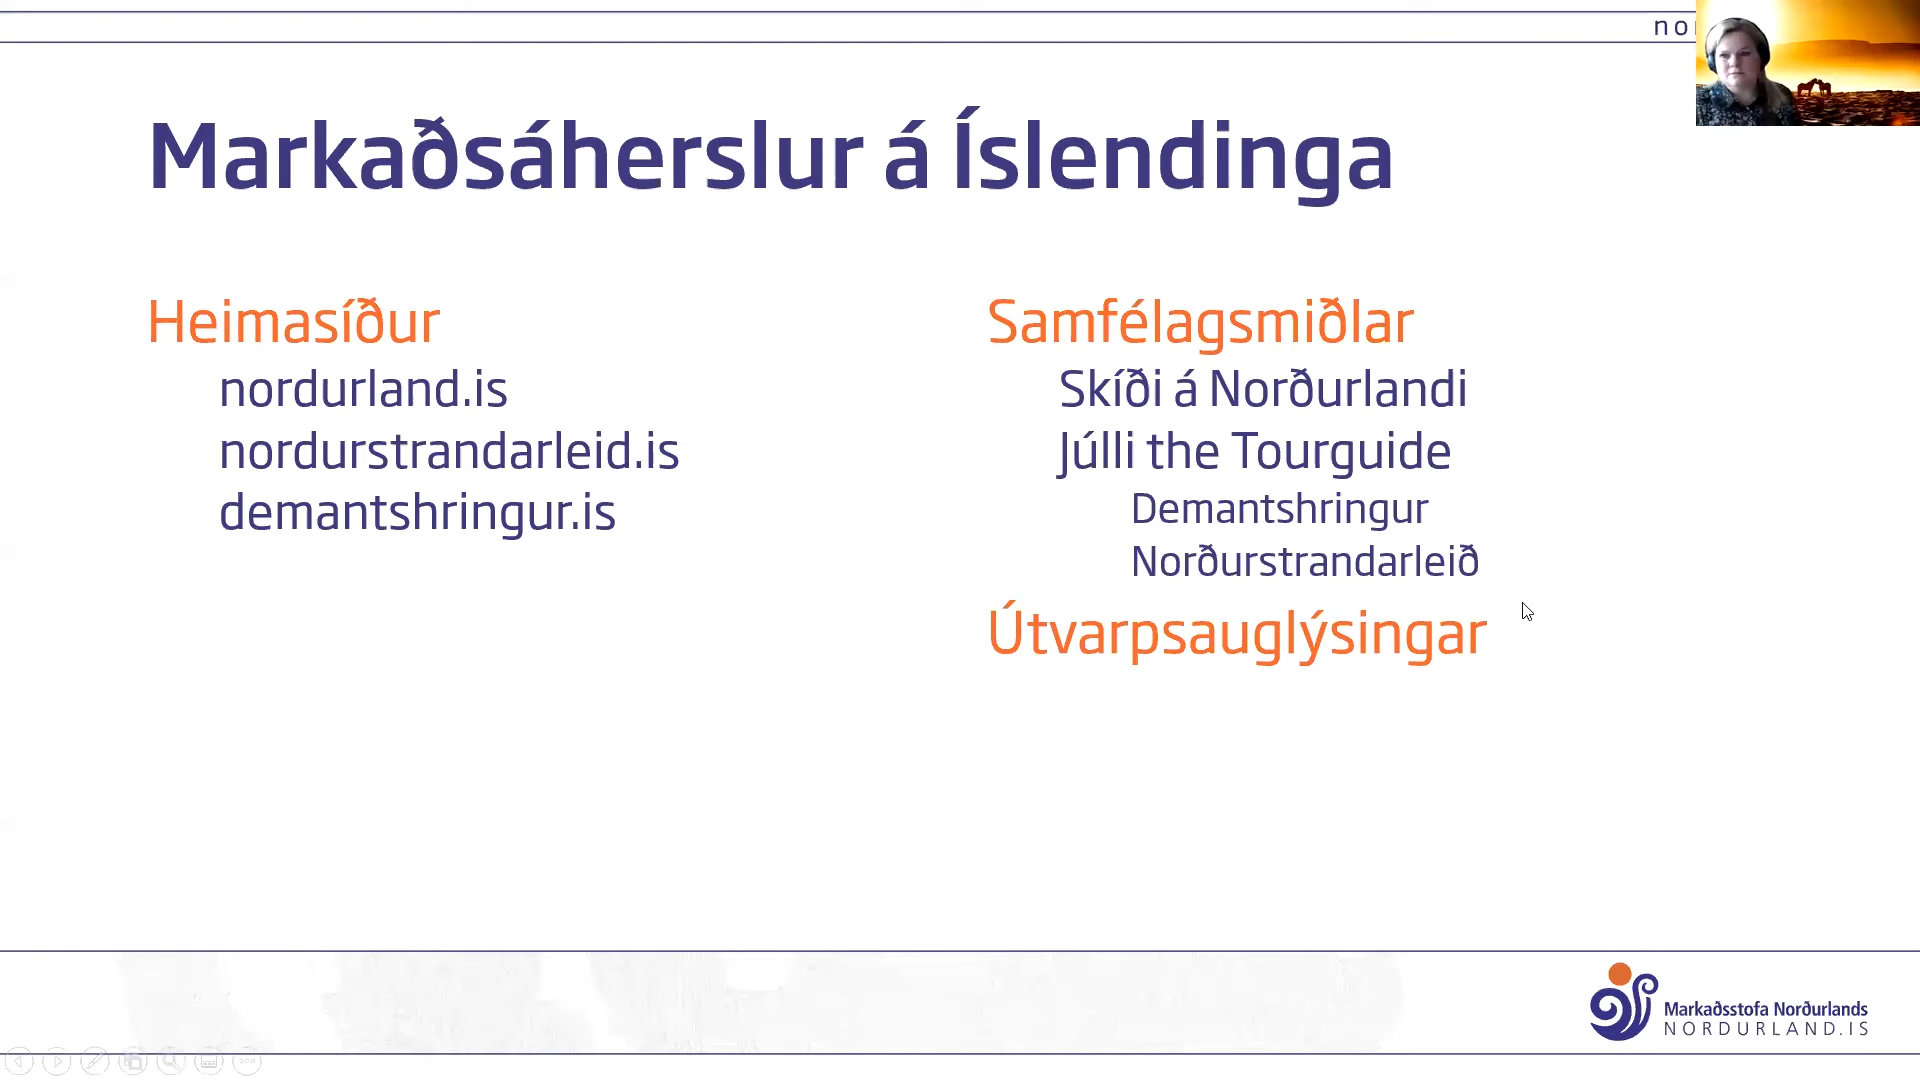 Markaðsáherslur á Íslendinga
Heimasíður
nordurland.is
nordurstrandarleid.is
demantshringur.is
Samfélagsmiðlar
Skíði á Norðurlandi
Júlli the Tourguide
Demantshringur
Norðurstrandarleið
Útvarpsauglýsingar
Markaðsstofa Norðurlands
NORDURLAND.IS